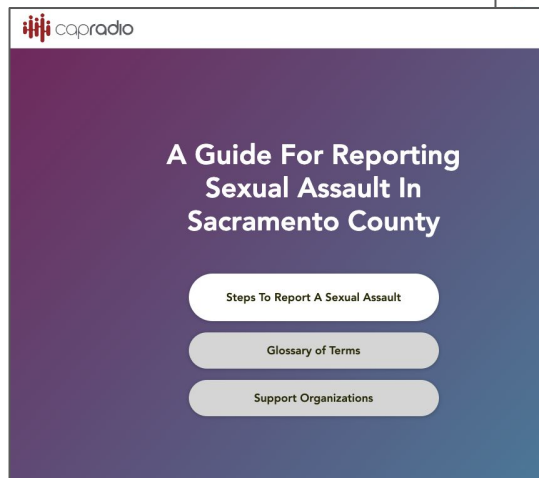 capradio
A Guide For Reporting
Sexual Assault In
Sacramento County
Steps To Report A Sexual Assault
Glossary of Terms
Support Organizations